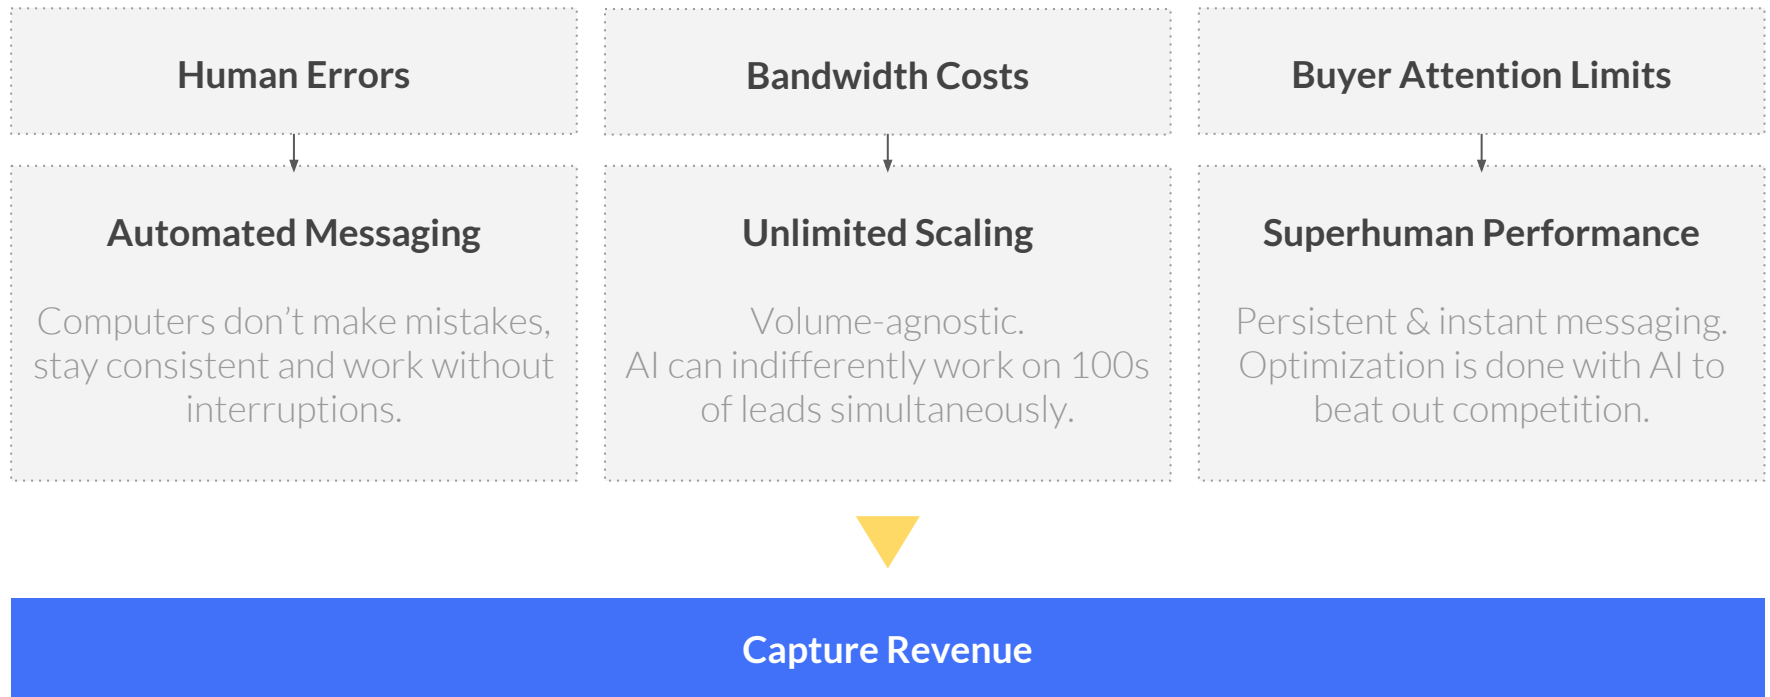 Human Errors
Bandwidth Costs
Buyer Attention Limits
Automated Messaging
Computers don’t make mistakes,
stay consistent and work without
interruptions.
Unlimited Scaling
Volume-agnostic.
AI can indifferently work on 100s
of leads simultaneously.
Superhuman Performance
Persistent & instant messaging.
Optimization is done with AI to
beat out competition.
Capture Revenue